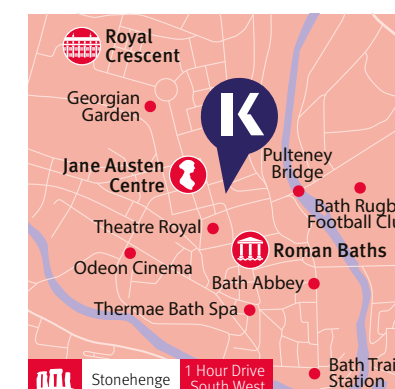 Royal
Crescent
Georgian
Garden
K
Jane Austen
Centre
Pulteney
Bridge
Bath Rugb
Football Clu
Theatre Royal
Roman Baths
Odeon Cinema
Bath Abbey
Thermae Bath Spa
Bath Trai
Station
Stonehenge
1 Hour Drive
South West